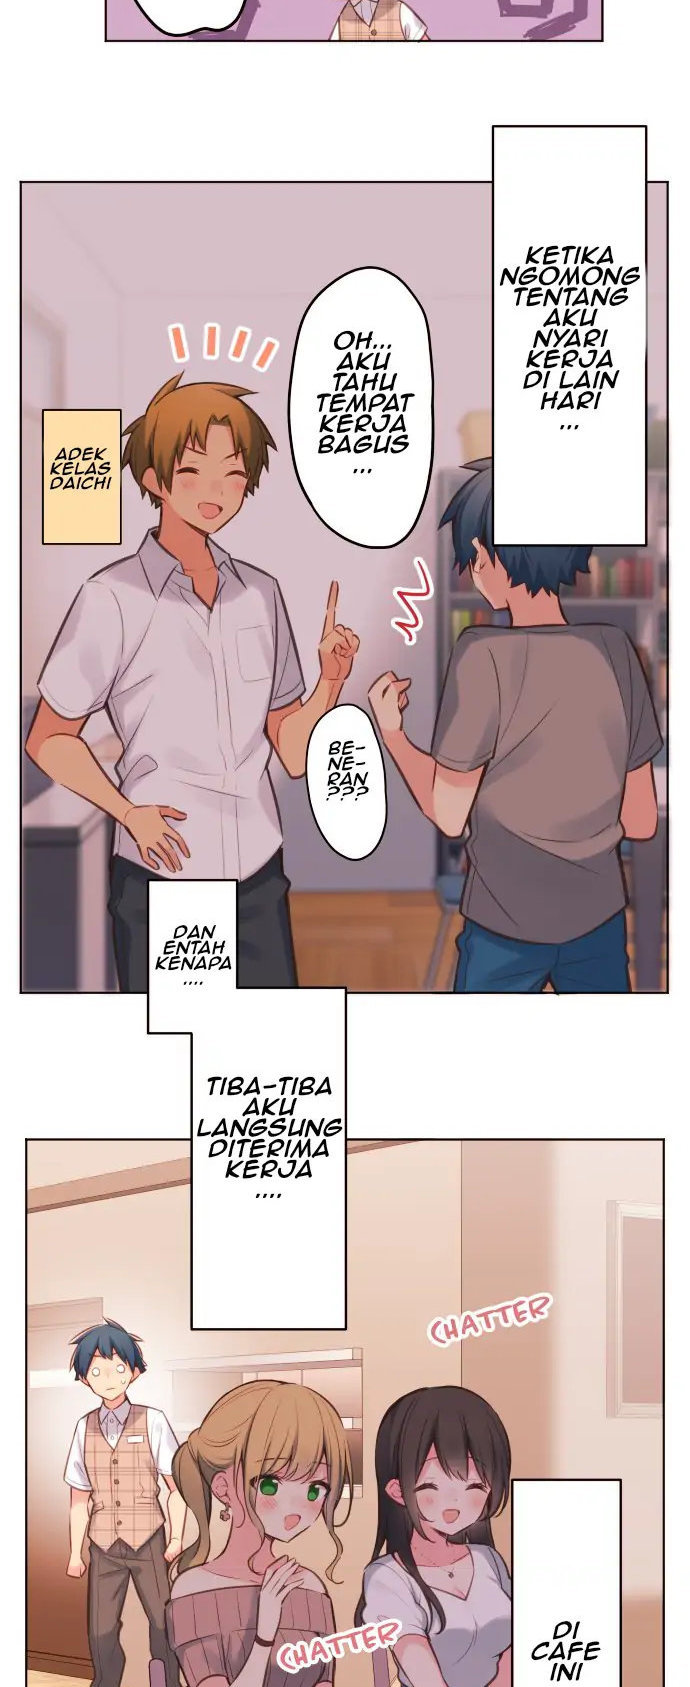 KETIKA
NGOMONG
TENTANG
AKU
NYARI
KERJA
DI LAIN
HARI
...
OH...
AKU
TAHU
TEMPAT
KERJA
BAGUS
...
ADEK
KELAS
DAICHI
BE-
NE-
RAN
???
DAN
ENTAH
KENAPA
....
TIBA-TIBA
AKU
LANGSUNG
DITERIMA
KERJA
....
CHATTER
CHATTER
DI
CAFE
INI